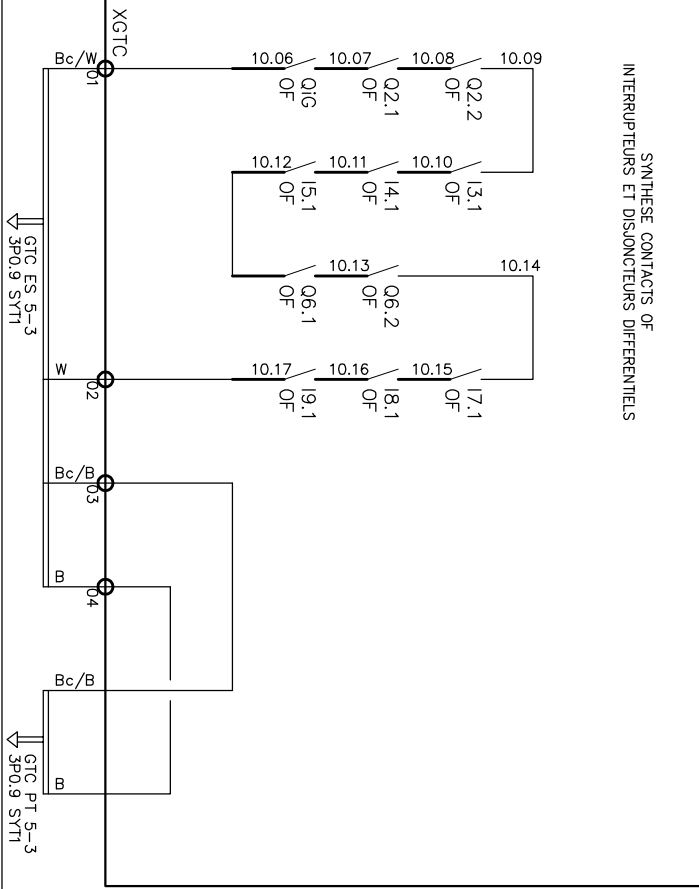 SYNTHESE CONTACTS OF
INTERRUPTEURS ET DISJONCTEURS DIFFERENTIELS
XGTC
Bc/W
01
10.06
QiG
OF
10.07
Q2.1
OF
10.08
Q2.2
OF
10.09
10.12
I5.1
OF
10.11
I4.1
OF
10.10
I3.1
OF
Q6.1
OF
10.13
Q6.2
OF
10.14
W
02
10.17
I9.1
OF
10.16
I8.1
OF
10.15
I7.1
OF
Bc/B
03
B
04
Bc/B
B
GTC ES 5-3
3P0.9 SYT1
GTC PT 5-3
3P0.9 SYT1